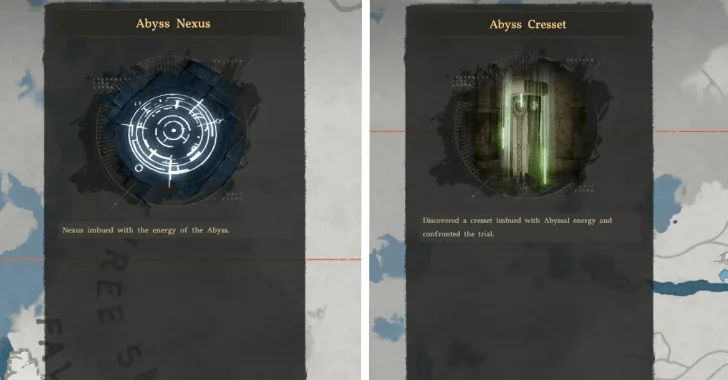 Abyss Nexus
Nexus imbued with the energy of the Abyss.
Abyss Cresset
Discovered a cresset imbued with Abyssal energy and
confronted the trial.